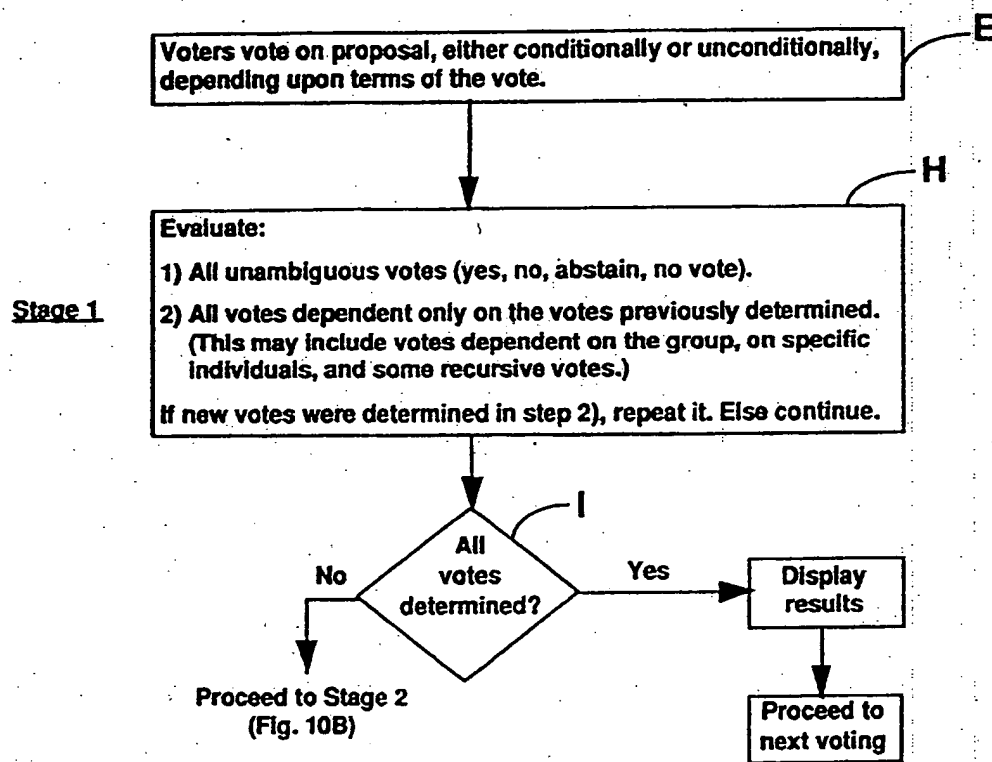 E
Voters vote on proposal, either conditionally or unconditionally,
depending upon terms of the vote.
H
Evaluate:
1) All unambiguous votes (yes, no, abstain, no vote).
Stage 1
2) All votes dependent only on the votes previously determined.
(This may include votes dependent on the group, on specific
individuals, and some recursive votes.)
If new votes were determined in step 2), repeat it. Else continue.
I
All
votes
determined?
No
Yes
Display
results
Proceed to Stage 2
(Fig. 10B)
Proceed to
next voting